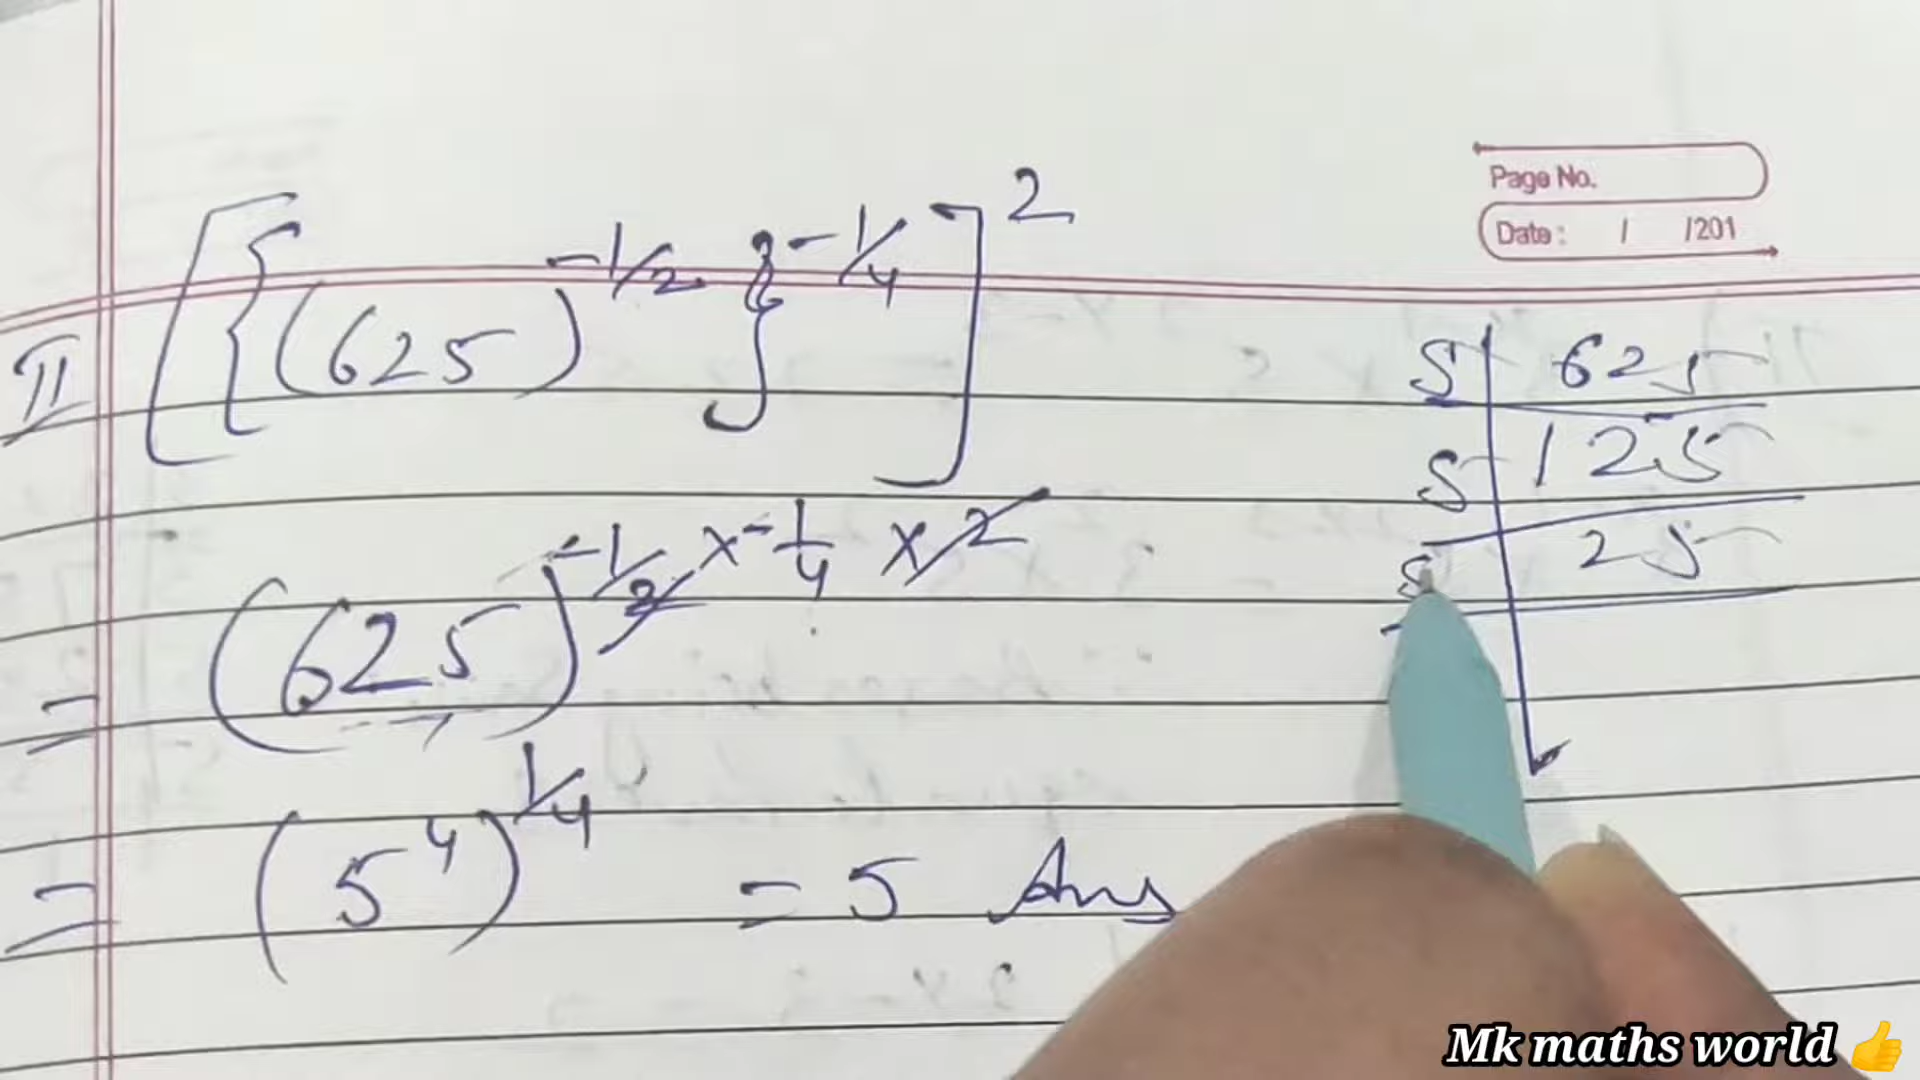 Page No.
Date : / /201
II [{(625)^-1/2}^-1/4]^2
= (625)^-1/2 x -1/4 x 2
= (5^4)^1/4 = 5 Ans
5 | 625
5 | 125
5 | 25
Mk maths world 👍